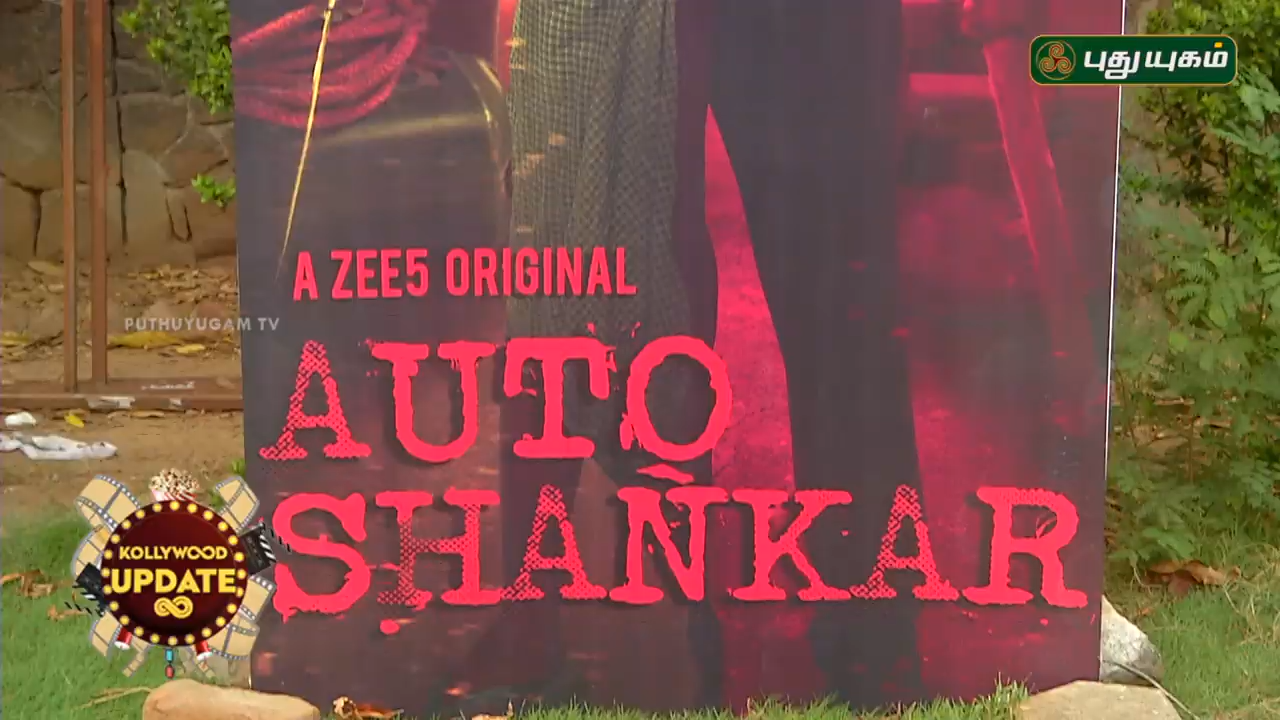 புதுயுகம்
A ZEE5 ORIGINAL
PUTHUYUGAM TV
AUTO
SHANKAR
KOLLYWOOD
UPDATE